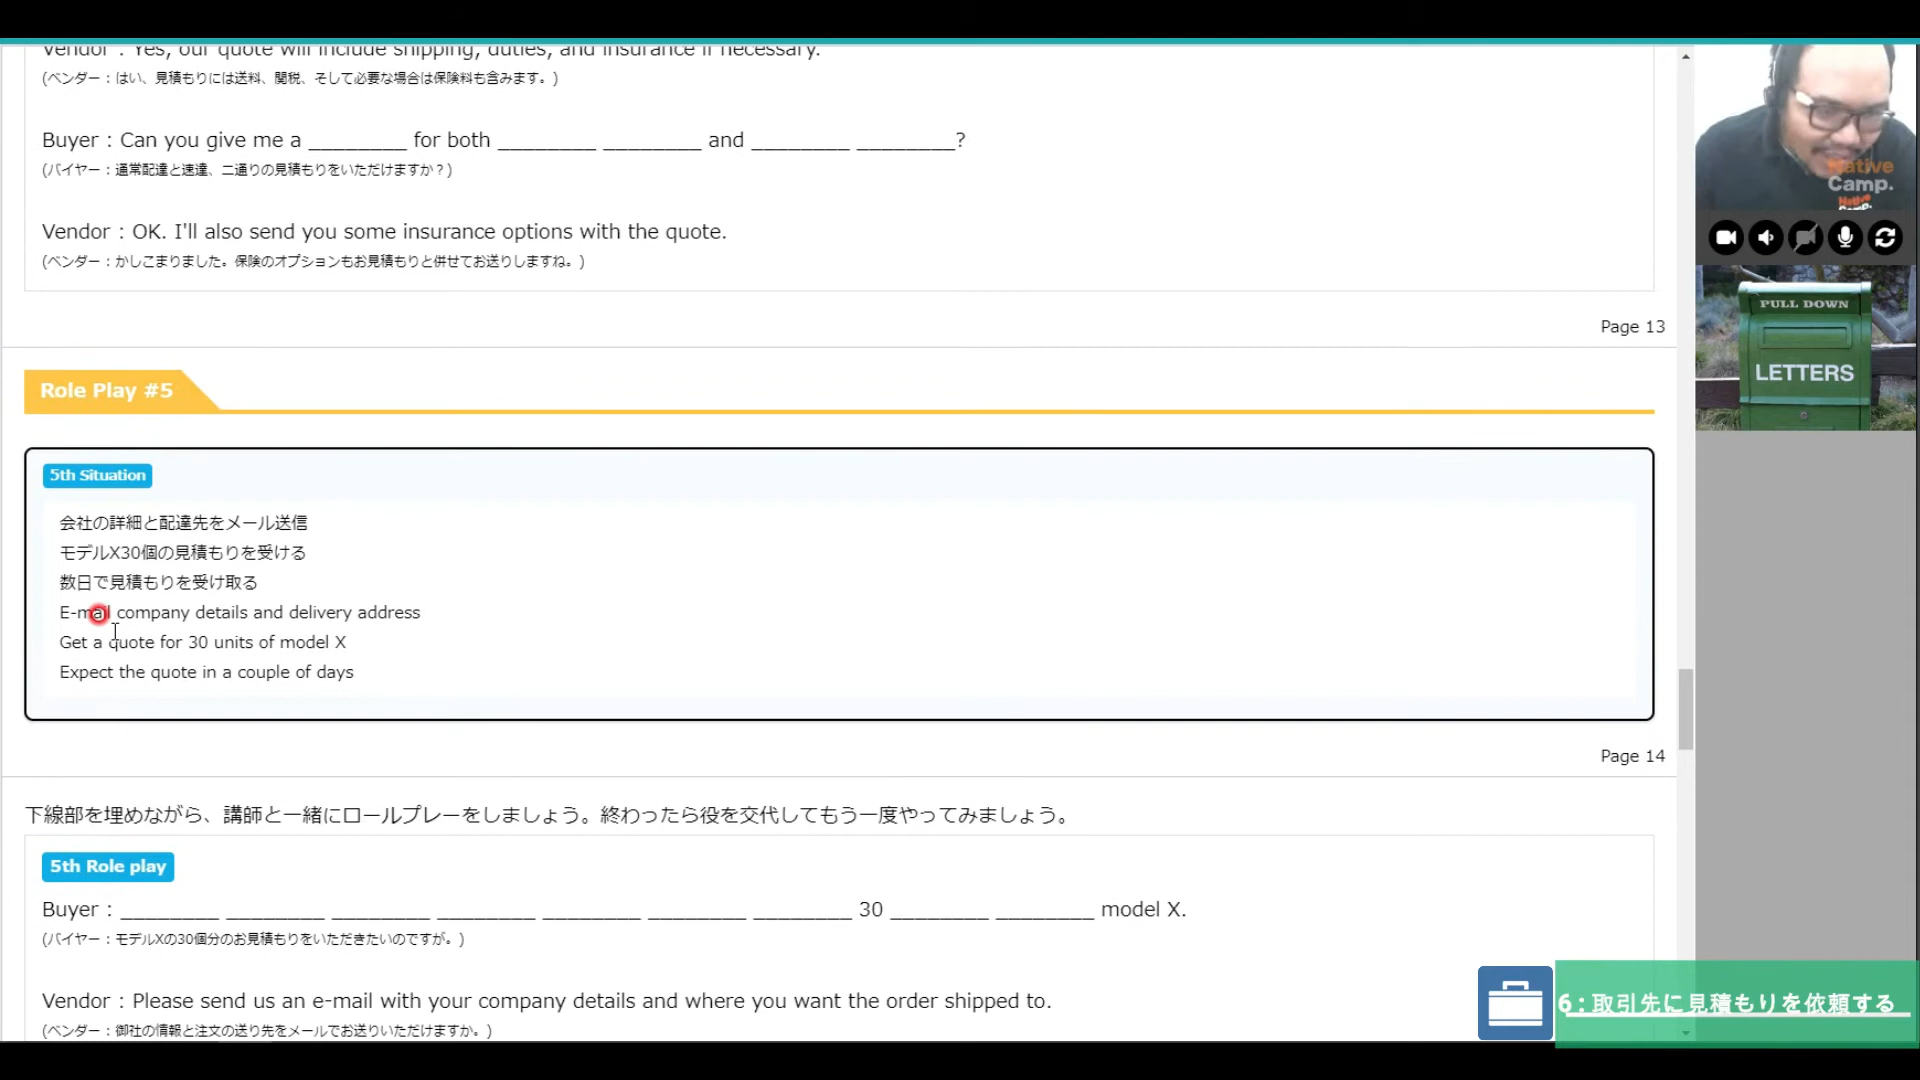 Vendor : Yes, our quote will include shipping, duties, and insurance if necessary.
(ベンダー：はい、見積もりには送料、関税、そして必要な場合は保険料も含みます。)
Buyer : Can you give me a ________ for both ________ ________ and ________ ________?
(バイヤー：通常配達と速達、二通りの見積もりをいただけますか？)
Vendor : OK. I'll also send you some insurance options with the quote.
(ベンダー：かしこまりました。保険のオプションもお見積もりと併せてお送りしますね。)
Page 13
Role Play #5
5th Situation
会社の詳細と配達先をメール送信
モデルX30個の見積もりを受ける
数日で見積もりを受け取る
E-mail company details and delivery address
Get a quote for 30 units of model X
Expect the quote in a couple of days
Page 14
下線部を埋めながら、講師と一緒にロールプレーをしましょう。終わったら役を交代してもう一度やってみましょう。
5th Role play
Buyer : ________ ________ ________ ________ ________ ________ ________ 30 ________ ________ model X.
(バイヤー：モデルXの30個分のお見積もりをいただきたいのですが。)
Vendor : Please send us an e-mail with your company details and where you want the order shipped to.
(ベンダー：御社の情報と注文の送り先をメールでお送りいただけますか。)
Native
Camp.
Native
Camp.
PULL DOWN
LETTERS
6：取引先に見積もりを依頼する